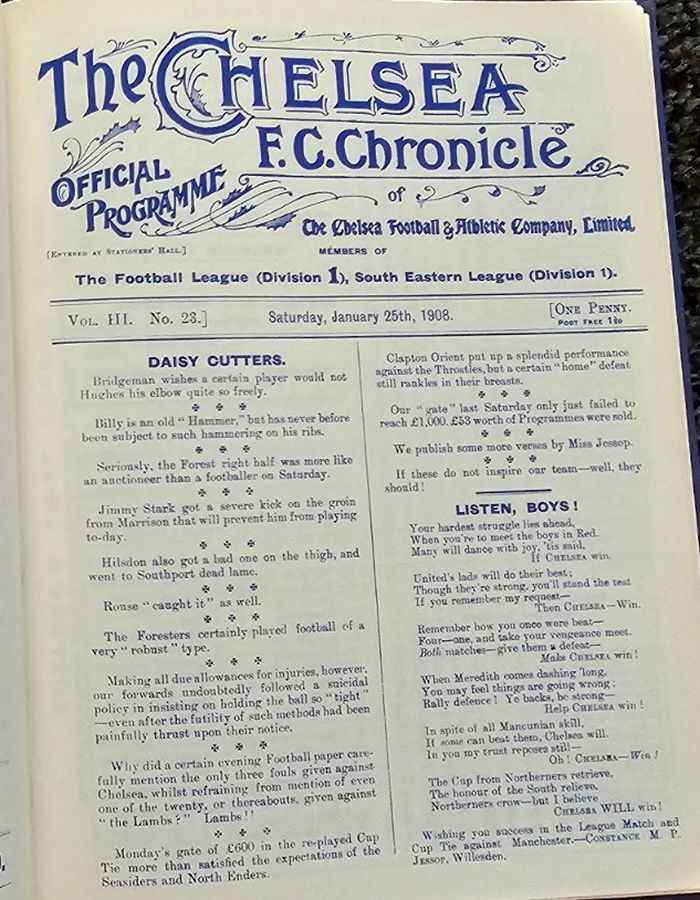 The CHELSEA
F.C. Chronicle
OFFICIAL
PROGRAMME
of
The Chelsea Football & Athletic Company, Limited.
[ENTERED AT STATIONERS' HALL.]
MEMBERS OF
The Football League (Division 1), South Eastern League (Division 1).
VOL. III. No. 23.]
Saturday, January 25th, 1908.
[ONE PENNY.
POST FREE 1½D
DAISY CUTTERS.
Bridgeman wishes a certain player would not
Hughes his elbow quite so freely.
Billy is an old "Hammer," but has never before
been subject to such hammering on his ribs.
Seriously, the Forest right half was more like
an auctioneer than a footballer on Saturday.
Jimmy Stark got a severe kick on the groin
from Marrison that will prevent him from playing
to-day.
Hilsdon also got a bad one on the thigh, and
went to Southport dead lame.
Rouse "caught it" as well.
The Foresters certainly played football of a
very "robust" type.
Making all due allowances for injuries, however,
our forwards undoubtedly followed a suicidal
policy in insisting on holding the ball so "tight"
—even after the futility of such methods had been
painfully thrust upon their notice.
Why did a certain evening Football paper care-
fully mention the only three fouls given against
Chelsea, whilst refraining from mention of even
one of the twenty, or thereabouts, given against
"the Lambs?" Lambs!!
Monday's gate of £600 in the re-played Cup
Tie more than satisfied the expectations of the
Seasiders and North Enders.
Clapton Orient put up a splendid performance
against the Throstles, but a certain "home" defeat
still rankles in their breasts.
Our "gate" last Saturday only just failed to
reach £1,000. £53 worth of Programmes were sold.
We publish some more verses by Miss Jessop.
If these do not inspire our team—well, they
should!
LISTEN, BOYS!
Your hardest struggle lies ahead,
When you're to meet the boys in Red.
Many will dance with joy, 'tis said,
If CHELSEA win.
United's lads will do their best;
Though they're strong, you'll stand the test
If you remember my request—
Then CHELSEA—Win.
Remember how you once were beat—
Four—one, and take your vengeance meet.
Both matches—give them a defeat—
Make CHELSEA win!
When Meredith comes dashing 'long,
You may feel things are going wrong;
Rally defence! Ye backs, be strong—
Help CHELSEA win!
In spite of all Mancunian skill,
If some can beat them, Chelsea will.
In you my trust reposes still—
Oh! CHELSEA—Win!
The Cup from Northerners retrieve,
The honour of the South relieve,
Northerners crow—but I believe
CHELSEA WILL win!
Wishing you success in the League Match and
Cup Tie against Manchester.—CONSTANCE M. P.
JESSOP, Willesden.